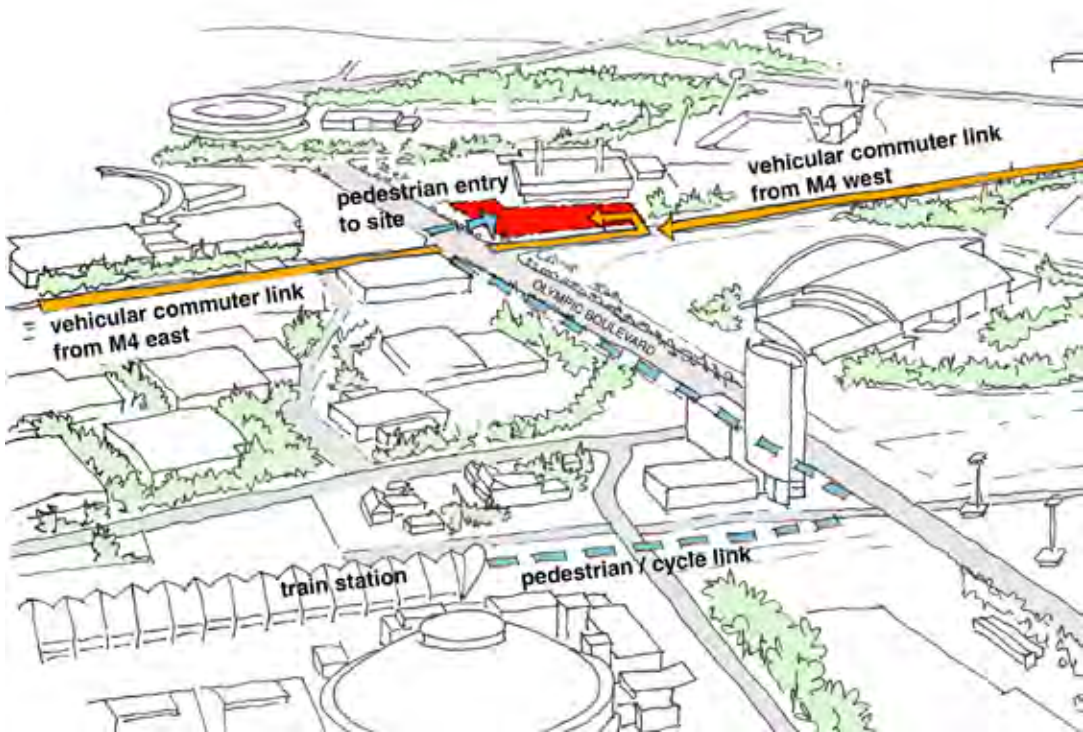 pedestrian entry
to site
vehicular commuter link
from M4 west
vehicular commuter link
from M4 east
OLYMPIC BOULEVARD
train station
pedestrian / cycle link